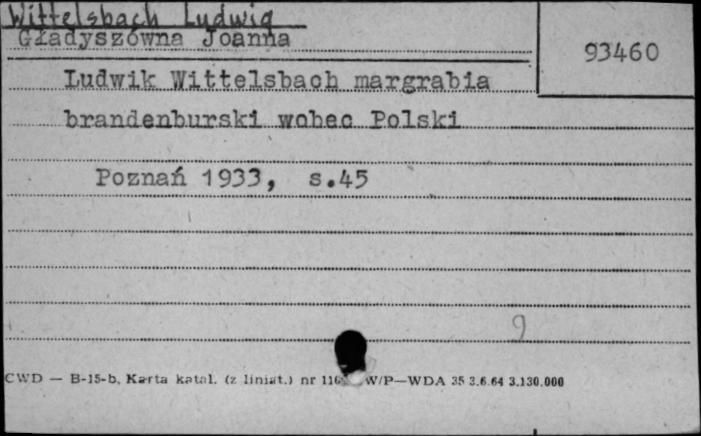 Wittelsbach Ludwig
Gładyszówna Joanna
93460
Ludwik Wittelsbach margrabia
brandenburski wobec Polski
Poznań 1933, s.45
9
CWD — B-15-b, Karta katal. (z liniat.) nr W/P—WDA 35 3.6.64 3.130.000